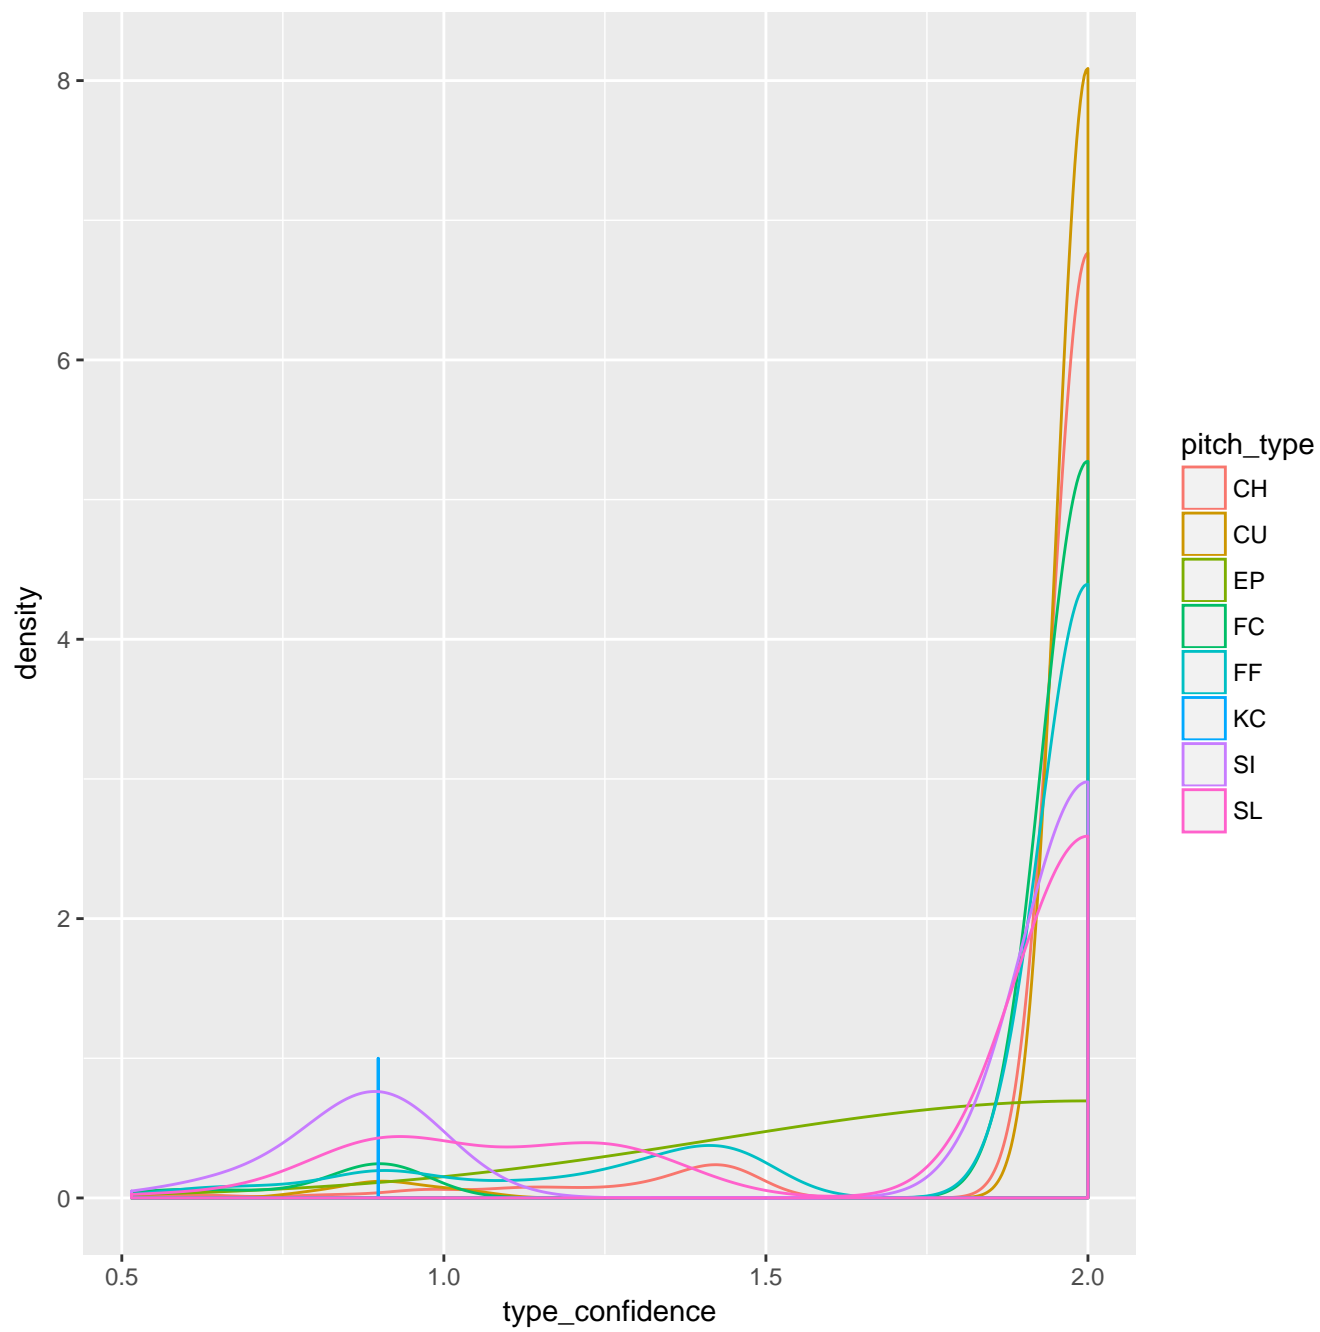 8
6
4
2
0
density
0.5
1.0
1.5
2.0
type_confidence
pitch_type
CH
CU
EP
FC
FF
KC
SI
SL